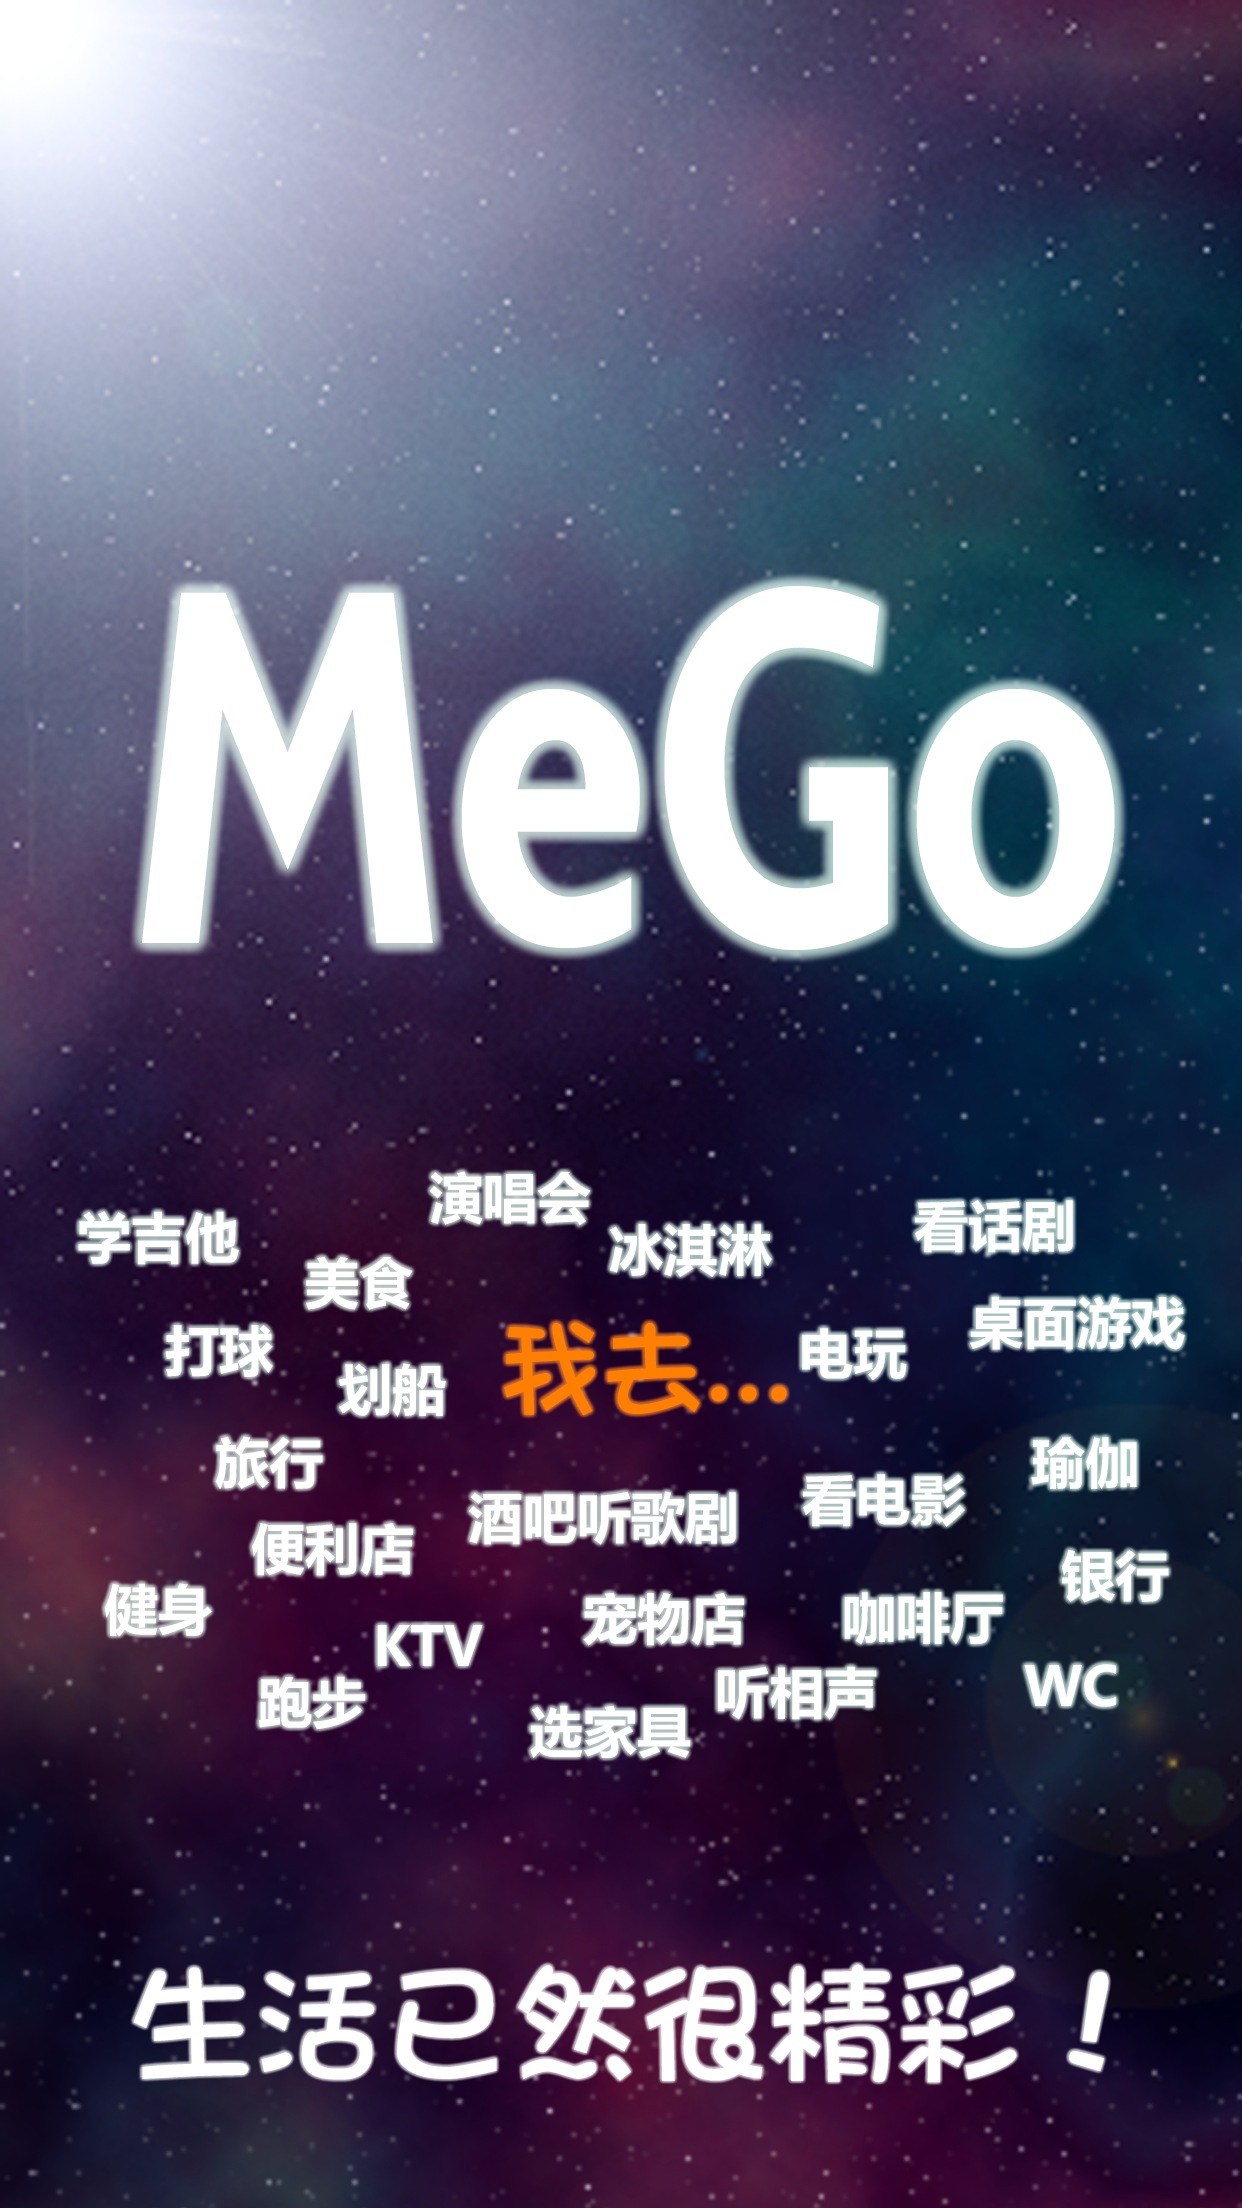 MeGo
演唱会
学吉他
看话剧
冰淇淋
美食
桌面游戏
打球
我去...
电玩
划船
旅行
瑜伽
看电影
酒吧听歌剧
便利店
银行
健身
宠物店
咖啡厅
KTV
WC
听相声
跑步
选家具
生活已然很精彩！